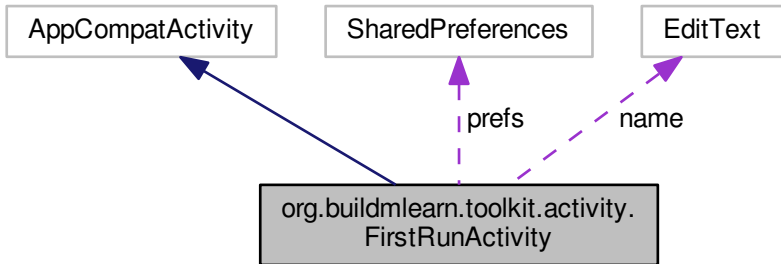 AppCompatActivity
SharedPreferences
EditText
prefs
name
org.buildmlearn.toolkit.activity.
FirstRunActivity